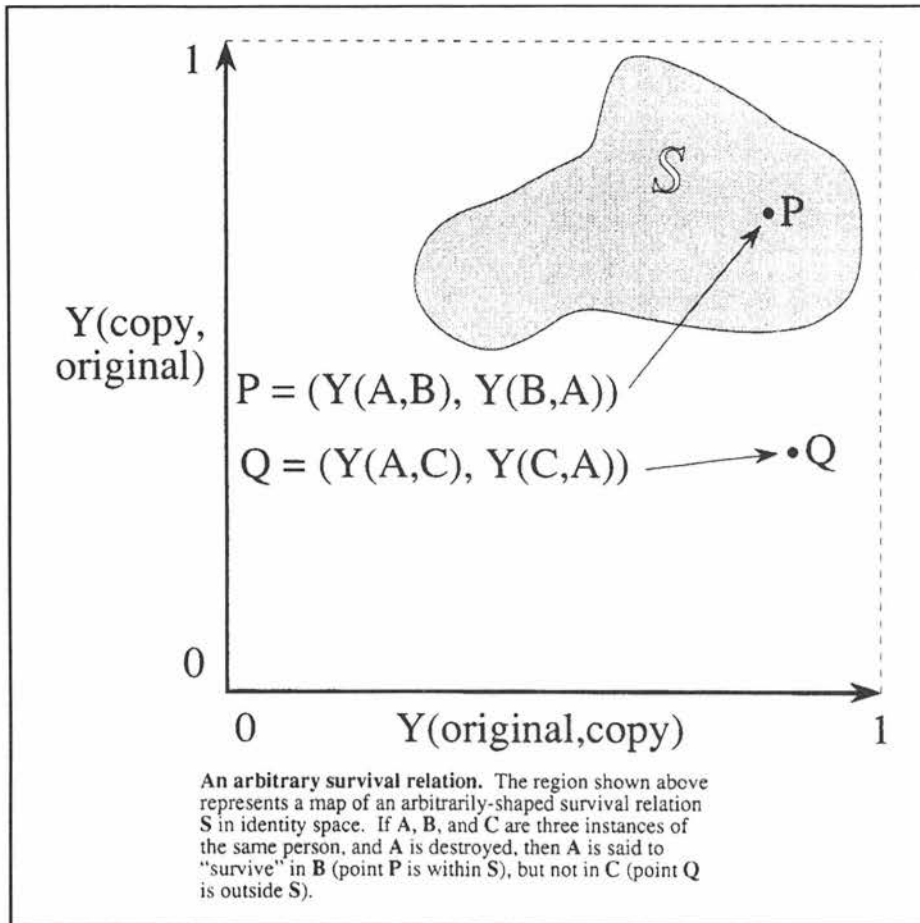 1
S
P
Y(copy,
original)
P = (Y(A,B), Y(B,A))
Q = (Y(A,C), Y(C,A))
Q
0
0
Y(original,copy)
1
An arbitrary survival relation. The region shown above
represents a map of an arbitrarily-shaped survival relation
S in identity space. If A, B, and C are three instances of
the same person, and A is destroyed, then A is said to
“survive” in B (point P is within S), but not in C (point Q
is outside S).